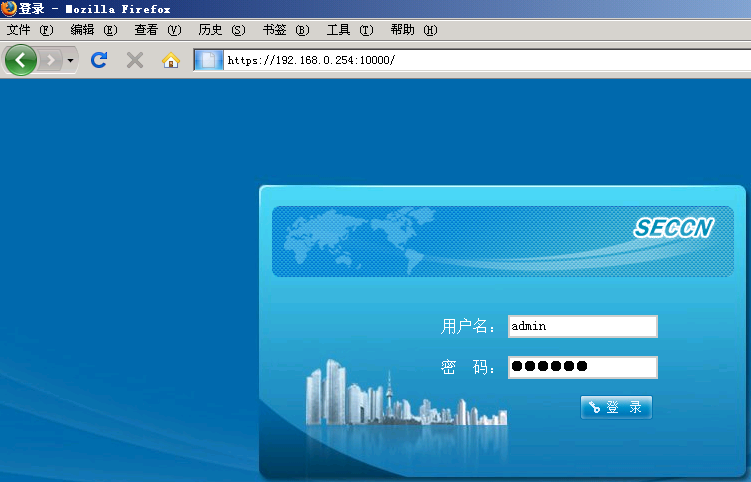 登录 - Mozilla Firefox
文件 (F) 编辑 (E) 查看 (V) 历史 (S) 书签 (B) 工具 (T) 帮助 (H)
https://192.168.0.254:10000/
SECCN
用户名： admin
密 码： ●●●●●●
登 录